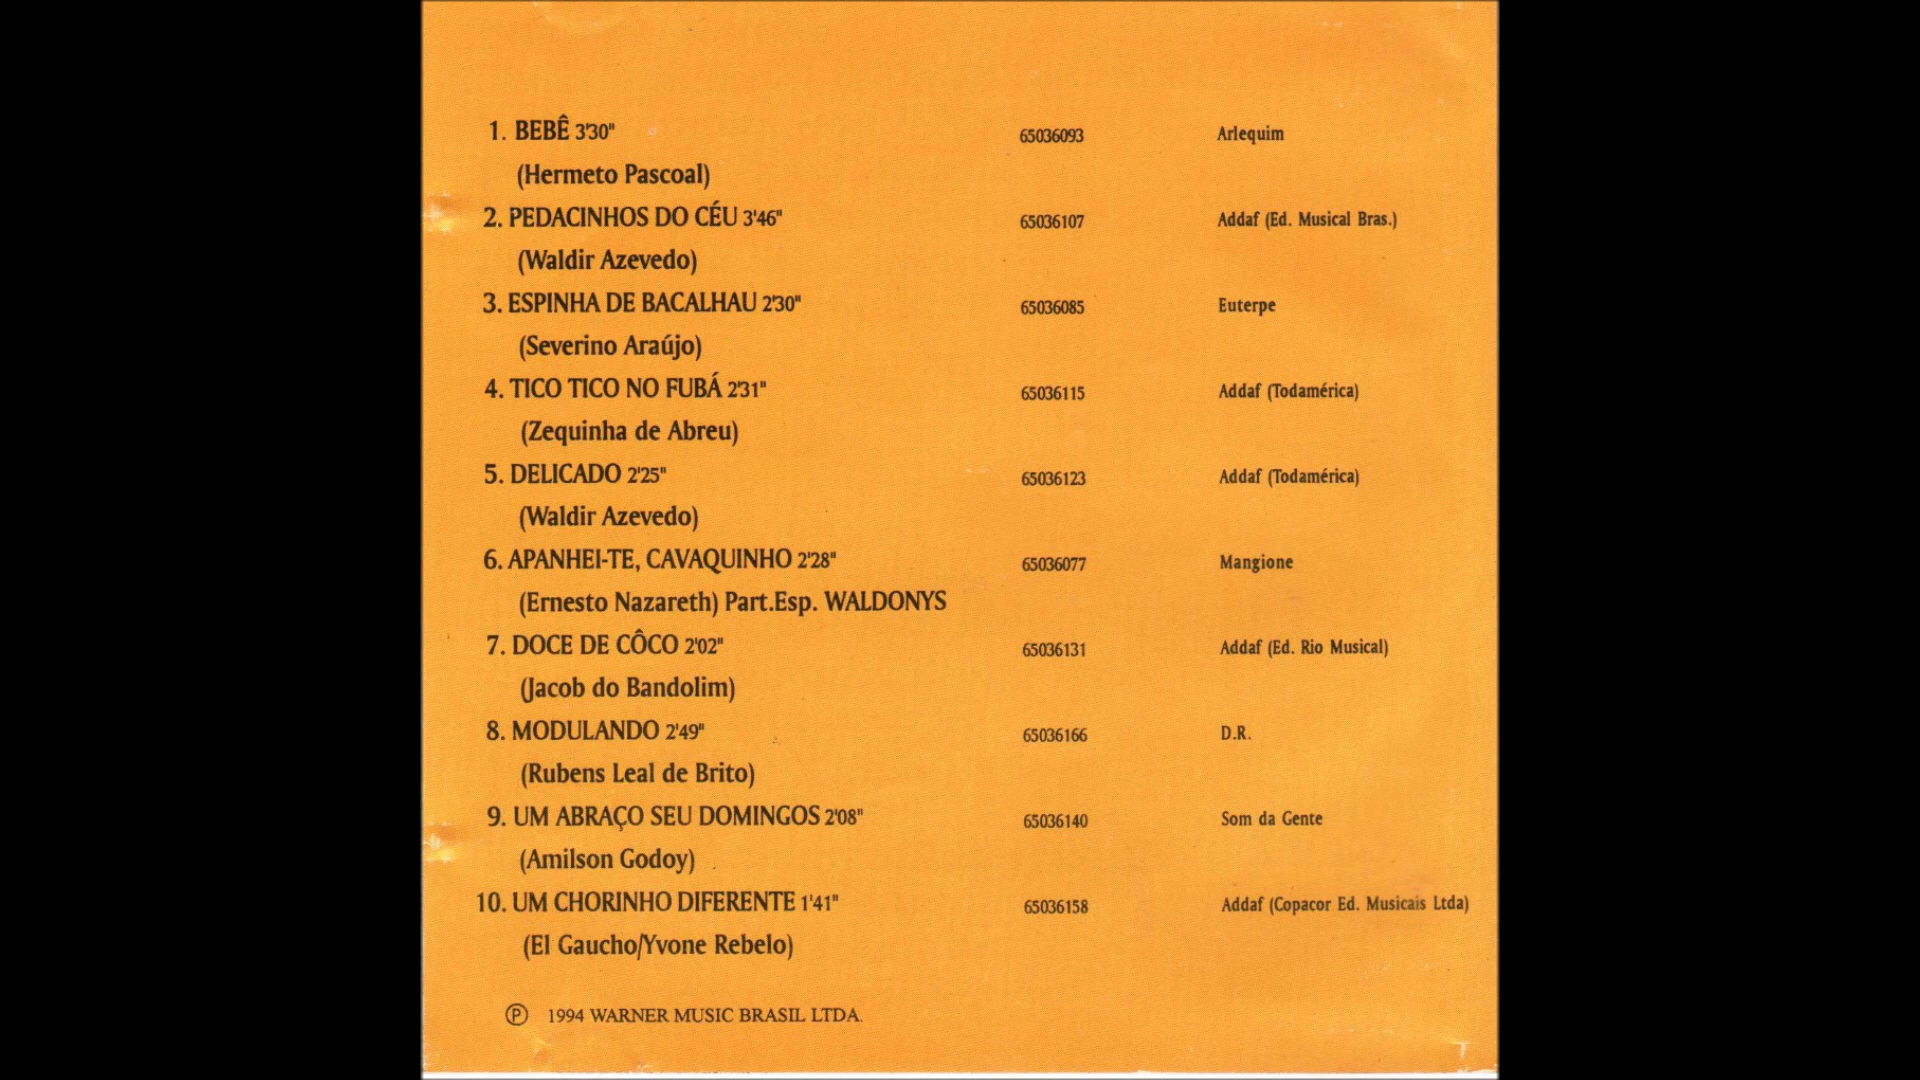 1. BEBÊ 3'30" 65036093 Arlequim
(Hermeto Pascoal)
2. PEDACINHOS DO CÉU 3'46" 65036107 Addaf (Ed. Musical Bras.)
(Waldir Azevedo)
3. ESPINHA DE BACALHAU 2'30" 65036085 Euterpe
(Severino Araújo)
4. TICO TICO NO FUBÁ 2'31" 65036115 Addaf (Todamérica)
(Zequinha de Abreu)
5. DELICADO 2'25" 65036123 Addaf (Todamérica)
(Waldir Azevedo)
6. APANHEI-TE, CAVAQUINHO 2'28" 65036077 Mangione
(Ernesto Nazareth) Part.Esp. WALDONYS
7. DOCE DE CÔCO 2'02" 65036131 Addaf (Ed. Rio Musical)
(Jacob do Bandolim)
8. MODULANDO 2'49" 65036166 D.R.
(Rubens Leal de Brito)
9. UM ABRAÇO SEU DOMINGOS 2'08" 65036140 Som da Gente
(Amilson Godoy)
10. UM CHORINHO DIFERENTE 1'41" 65036158 Addaf (Copacor Ed. Musicais Ltda)
(El Gaucho/Yvone Rebelo)
℗ 1994 WARNER MUSIC BRASIL LTDA.